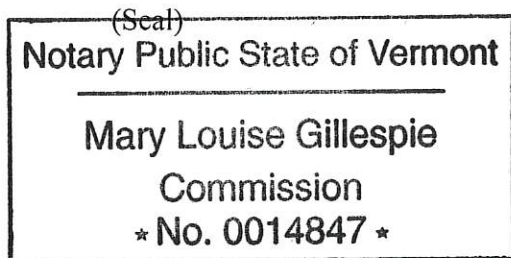 (Seal)
Notary Public State of Vermont
Mary Louise Gillespie
Commission
* No. 0014847 *